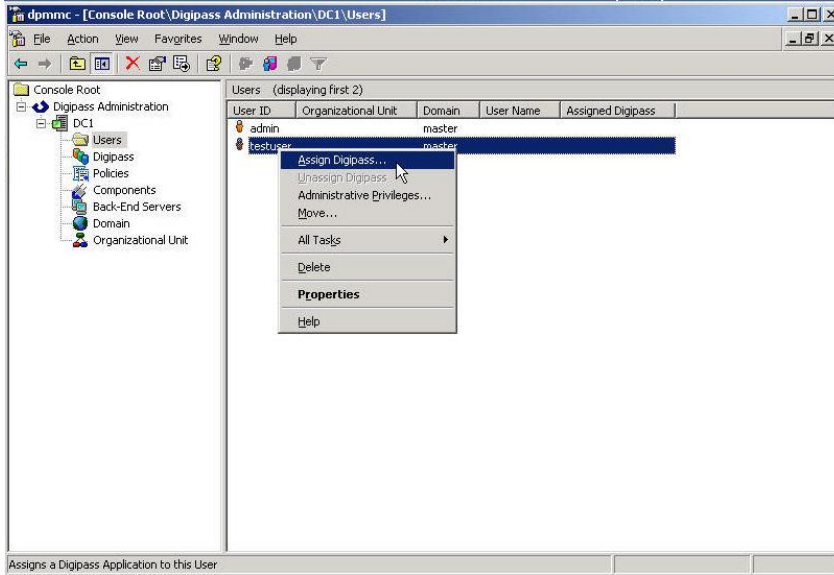 dpmmc - [Console Root\Digipass Administration\DC1\Users]
File Action View Favorites Window Help
Console Root
Digipass Administration
DC1
Users
Digipass
Policies
Components
Back-End Servers
Domain
Organizational Unit
Users (displaying first 2)
User ID Organizational Unit Domain User Name Assigned Digipass
admin master
testuser master
Assign Digipass...
Unassign Digipass
Administrative Privileges...
Move...
All Tasks
Delete
Properties
Help
Assigns a Digipass Application to this User